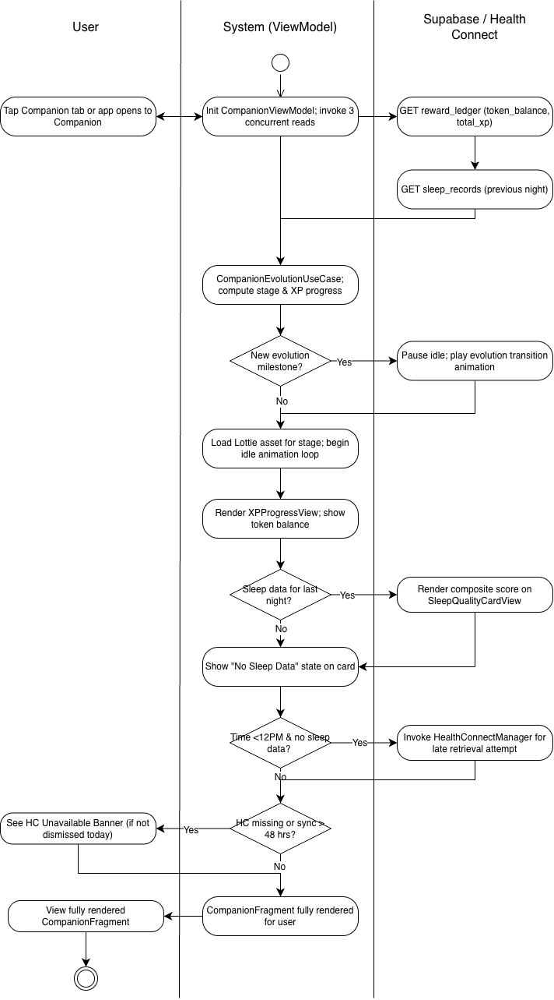 User
System (ViewModel)
Supabase / Health
Connect
Tap Companion tab or app opens to
Companion
Init CompanionViewModel; invoke 3
concurrent reads
GET reward_ledger (token_balance,
total_xp)
GET sleep_records (previous night)
CompanionEvolutionUseCase;
compute stage & XP progress
New evolution
milestone?
Yes
Pause idle; play evolution transition
animation
No
Load Lottie asset for stage; begin
idle animation loop
Render XPProgressView; show
token balance
Sleep data for last
night?
Yes
Render composite score on
SleepQualityCardView
No
Show "No Sleep Data" state on card
Time <12PM & no sleep
data?
Yes
Invoke HealthConnectManager for
late retrieval attempt
No
See HC Unavailable Banner (if not
dismissed today)
Yes
HC missing or sync >
48 hrs?
No
View fully rendered
CompanionFragment
CompanionFragment fully rendered
for user